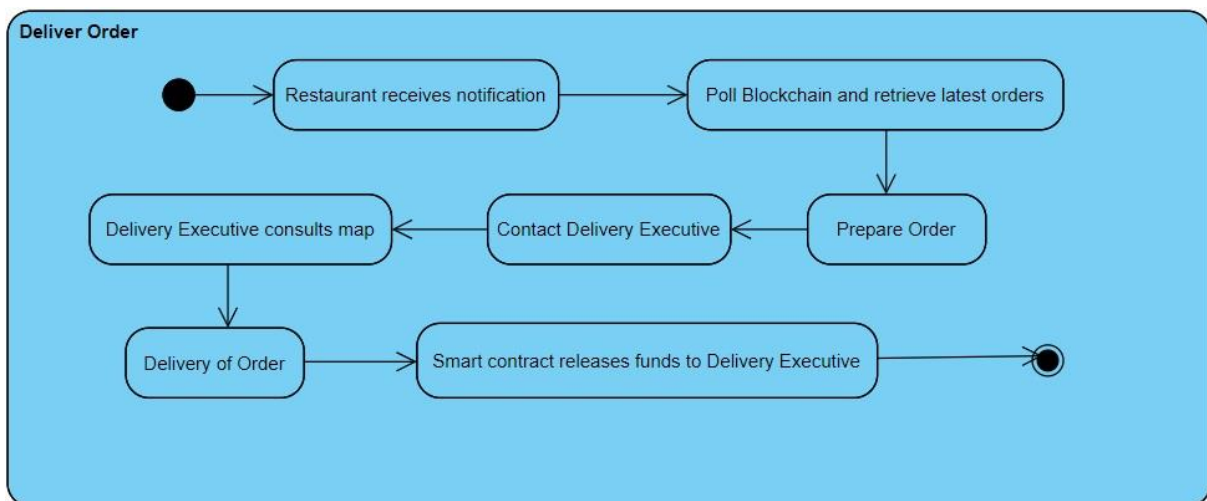 Deliver Order
Restaurant receives notification
Poll Blockchain and retrieve latest orders
Prepare Order
Contact Delivery Executive
Delivery Executive consults map
Delivery of Order
Smart contract releases funds to Delivery Executive